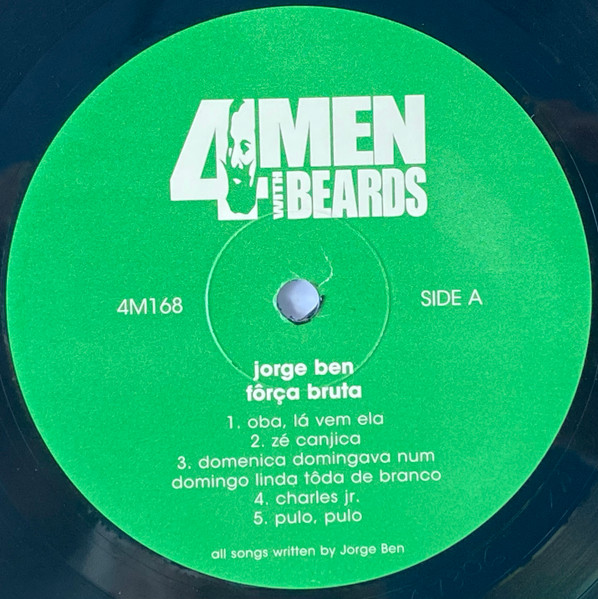 4 MEN
WITH BEARDS
4M168
SIDE A
jorge ben
fôrça bruta
1. oba, lá vem ela
2. zé canjica
3. domenica domingava num
domingo linda tôda de branco
4. charles jr.
5. pulo, pulo
all songs written by Jorge Ben